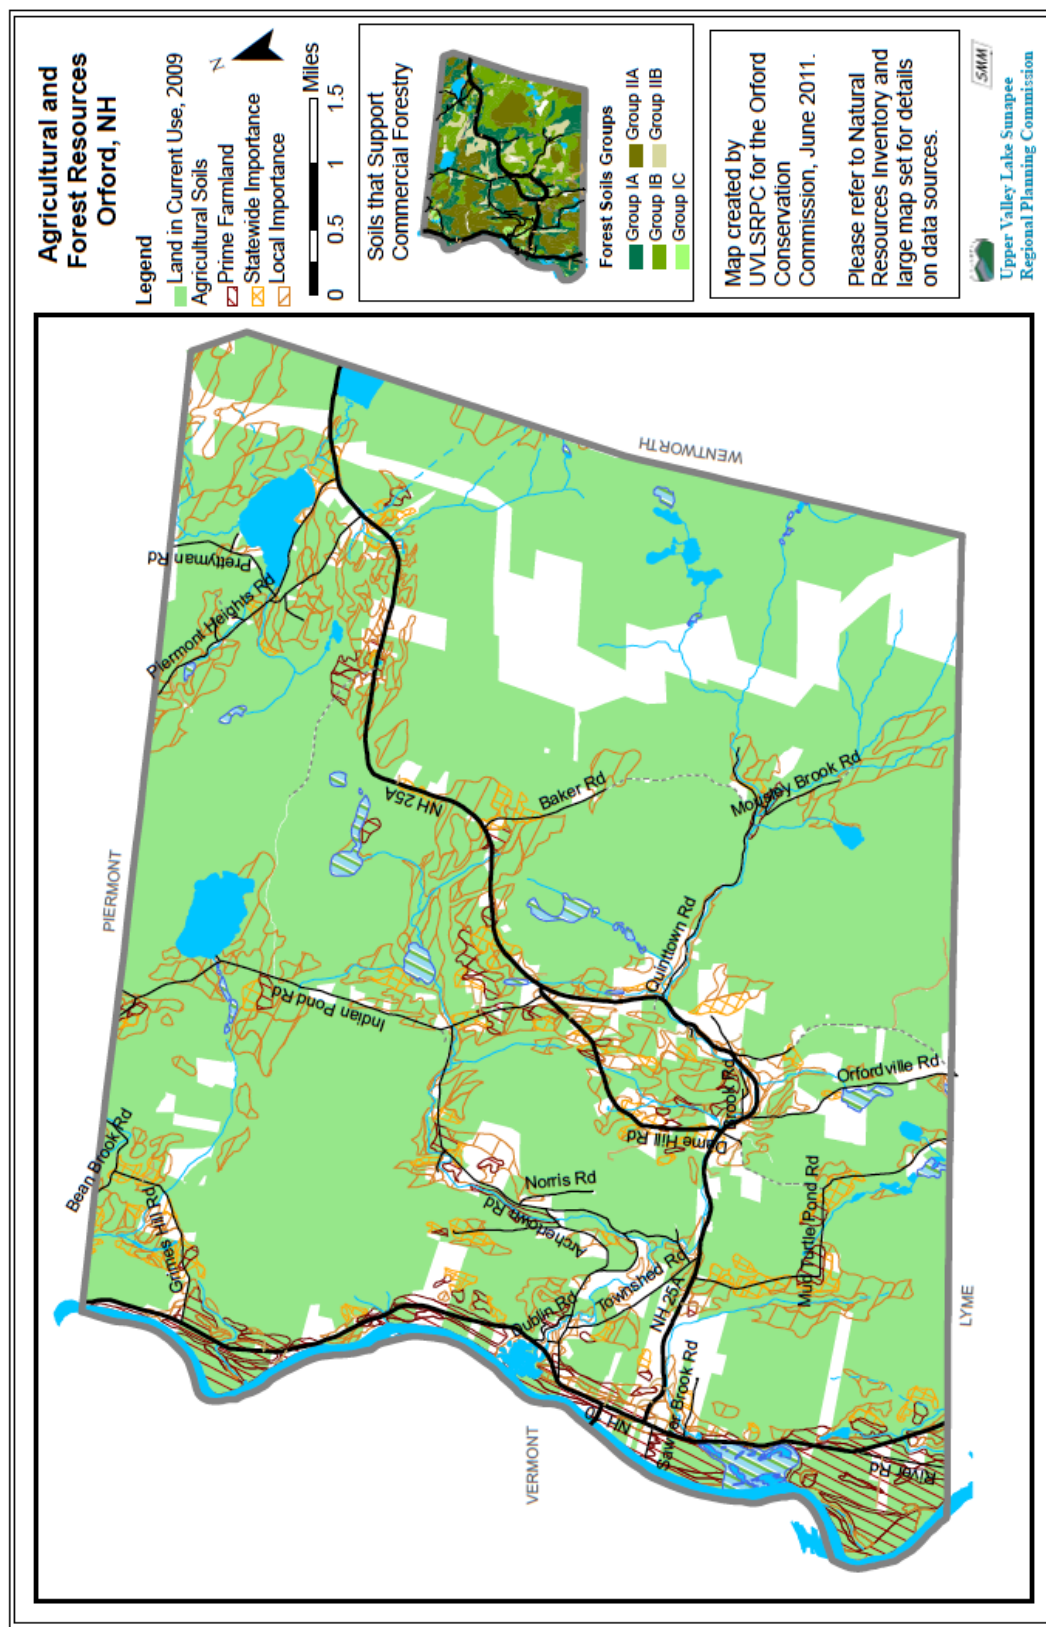 Agricultural and
Forest Resources
Orford, NH
Legend
Land in Current Use, 2009
Agricultural Soils
Prime Farmland
Statewide Importance
Local Importance
N
0 0.5 1 1.5
Miles
Soils that Support
Commercial Forestry
Forest Soils Groups
Group IA
Group IIA
Group IB
Group IIB
Group IC
Map created by
UVLSRPC for the Orford
Conservation
Commission, June 2011.
Please refer to Natural
Resources Inventory and
large map set for details
on data sources.
SMM
Upper Valley Lake Sunapee
Regional Planning Commission
PIERMONT
WENTWORTH
VERMONT
LYME
Prettyman Rd
Piermont Heights Rd
NH 25A
Baker Rd
Mousley Brook Rd
Quinttown Rd
Indian Pond Rd
Bean Brook Rd
Grimes Hill Rd
Archertown Rd
Norris Rd
Dame Hill Rd
Brook Rd
Orfordville Rd
Mud Turtle Pond Rd
Townshed Rd
Dublin Rd
NH 25A
NH 10
Sawyer Brook Rd
River Rd